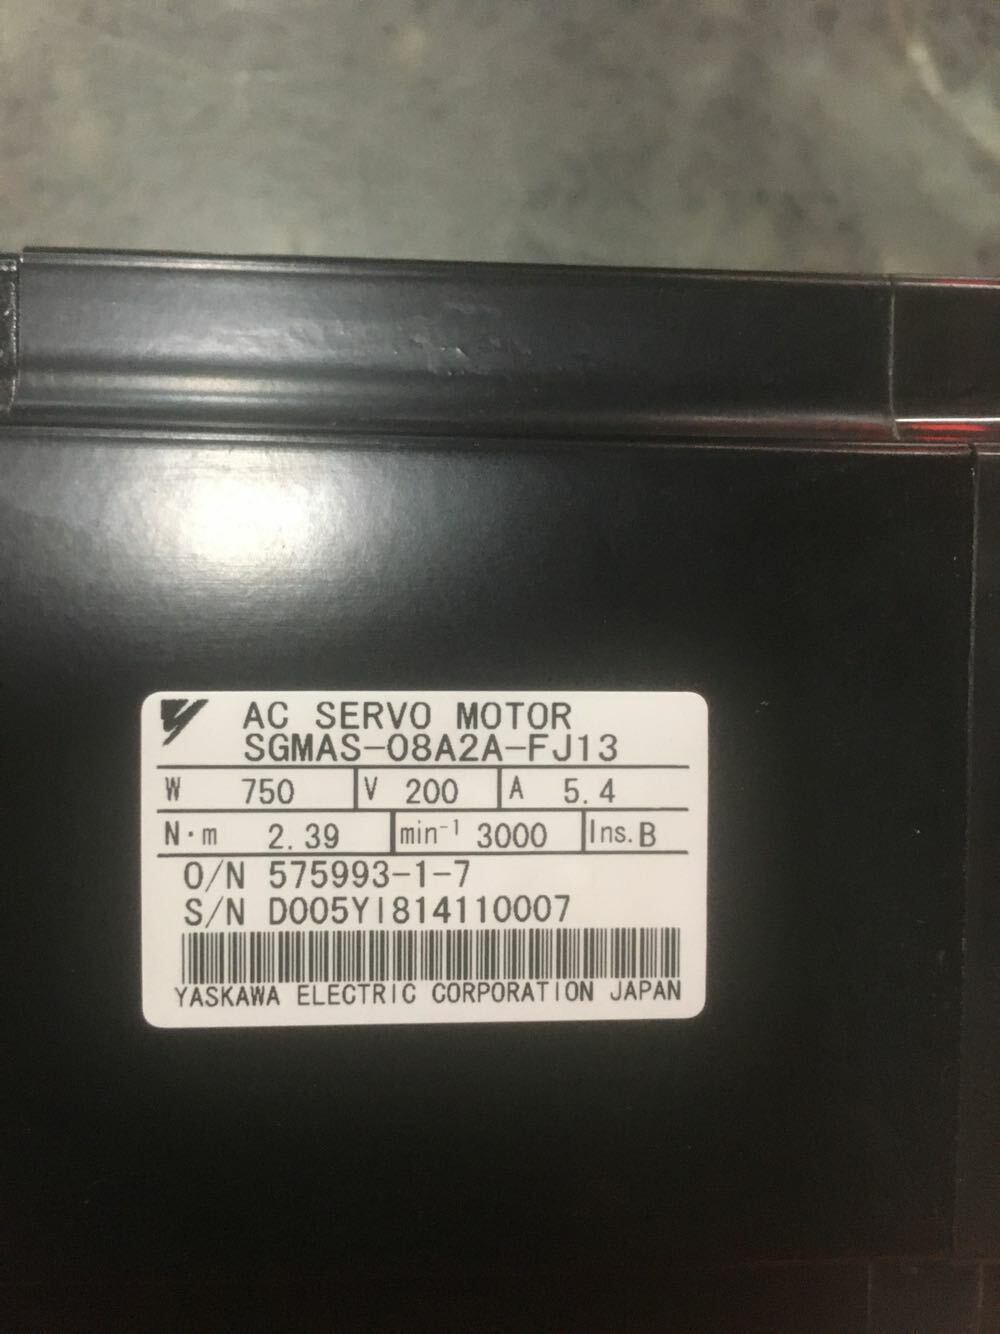 AC SERVO MOTOR
SGMAS-08A2A-FJ13
W 750 V 200 A 5.4
N·m 2.39 min⁻¹ 3000 Ins. B
O/N 575993-1-7
S/N D005YI814110007
YASKAWA ELECTRIC CORPORATION JAPAN